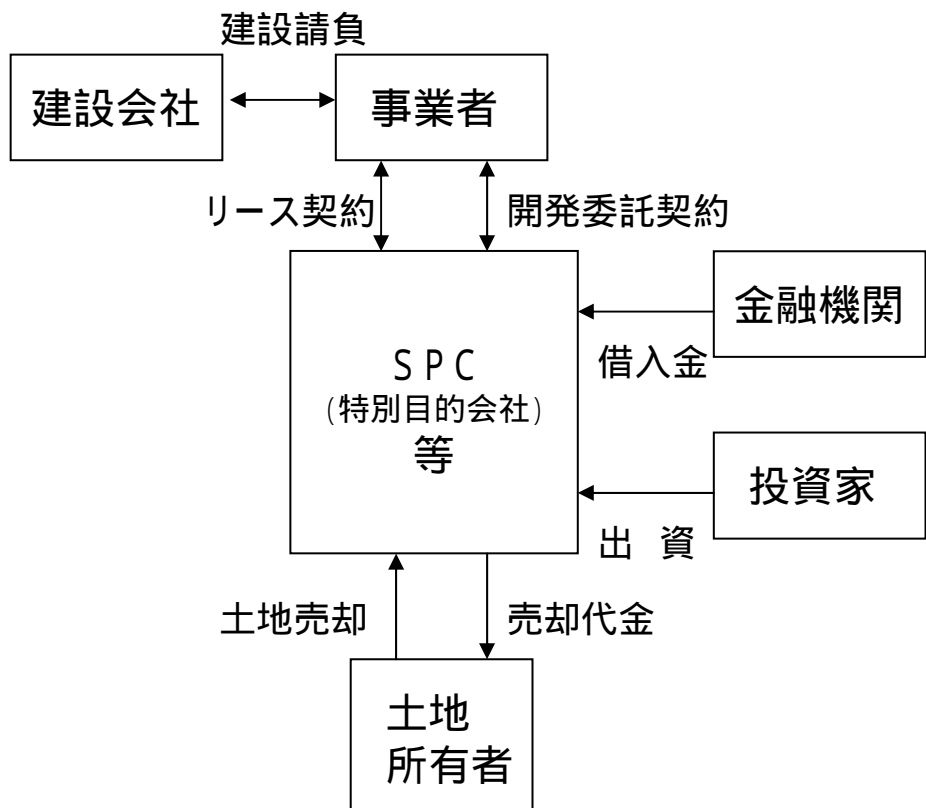 建設請負
建設会社
事業者
リース契約
開発委託契約
SPC
(特別目的会社)
等
金融機関
借入金
投資家
出 資
土地売却
売却代金
土地
所有者